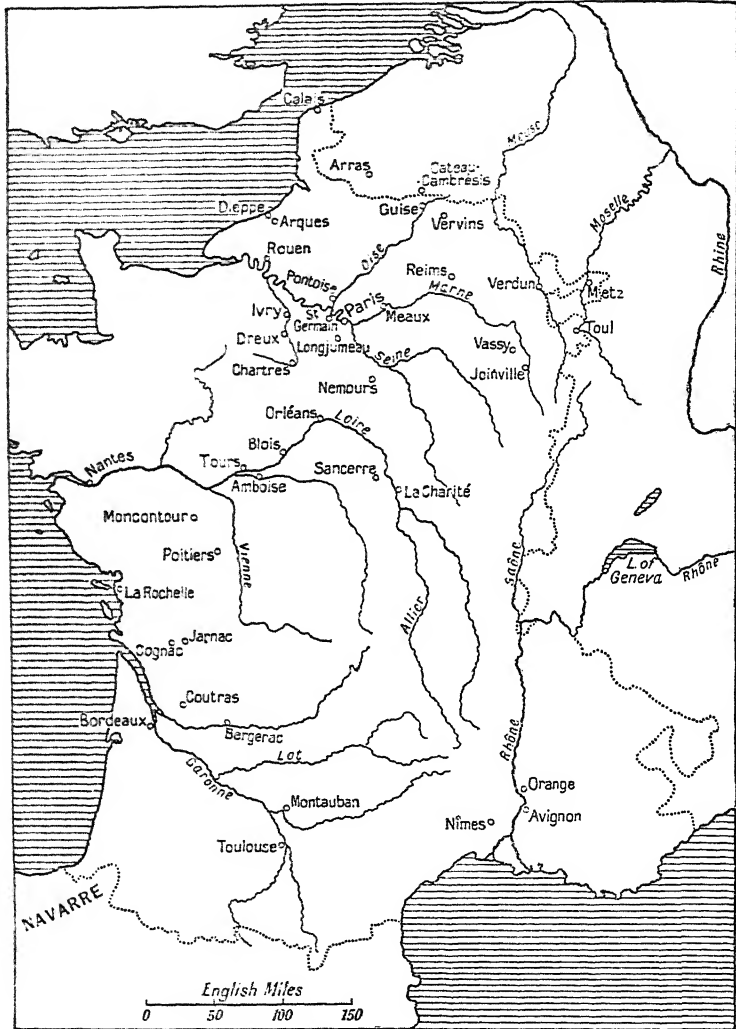 Calais
Meuse
Arras
Cateau-
Cambrésis
Guise
Vervins
Dieppe
Arques
Moselle
Rhine
Rouen
Oise
Reims
Marne
Verdun
Metz
Pontoise
Ivry
St
Germain
Paris
Meaux
Toul
Dreux
Longjumeau
Seine
Vassy
Chartres
Joinville
Nemours
Orléans
Loire
Blois
Nantes
Tours
Amboise
Sancerre
La Charité
Moncontour
Poitiers
Vienne
Saône
L. of
Geneva
Rhône
La Rochelle
Allier
Jarnac
Cognac
Coutras
Bordeaux
Bergerac
Lot
Rhône
Garonne
Orange
Montauban
Nîmes
Avignon
Toulouse
NAVARRE
English Miles
0 50 100 150